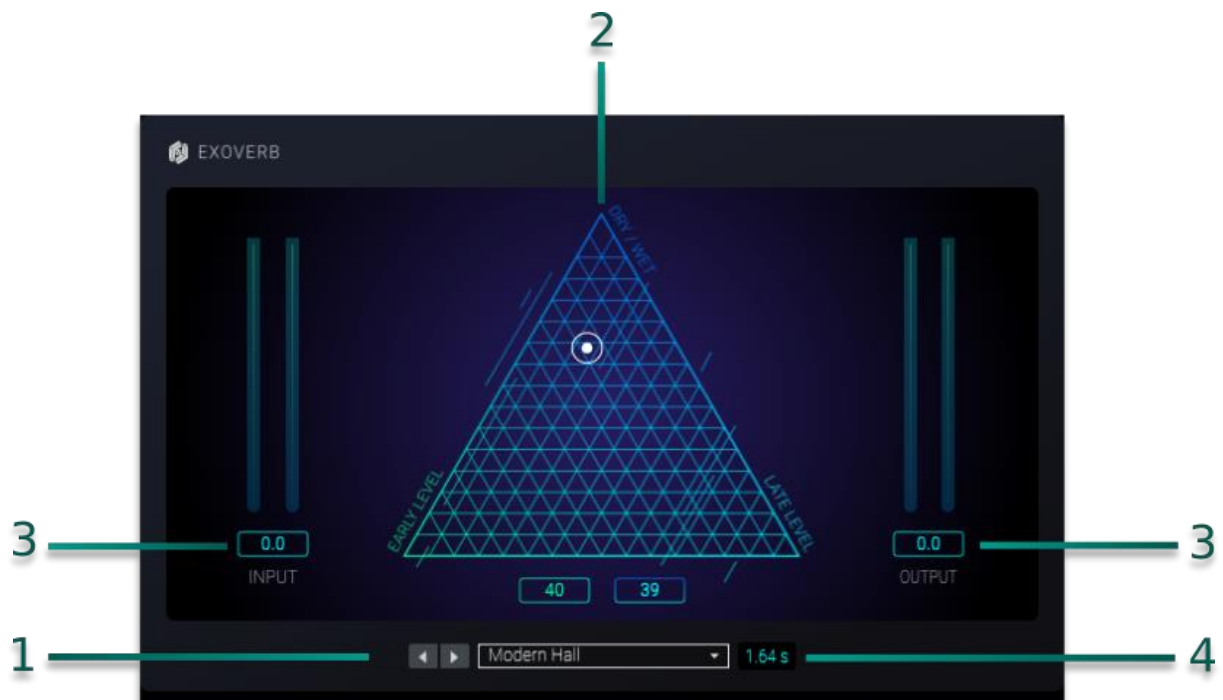 2
EXOVERB
DRY / WET
EARLY LEVEL
LATE LEVEL
3
0.0
0.0
3
INPUT
OUTPUT
40
39
1
Modern Hall
1.64 s
4